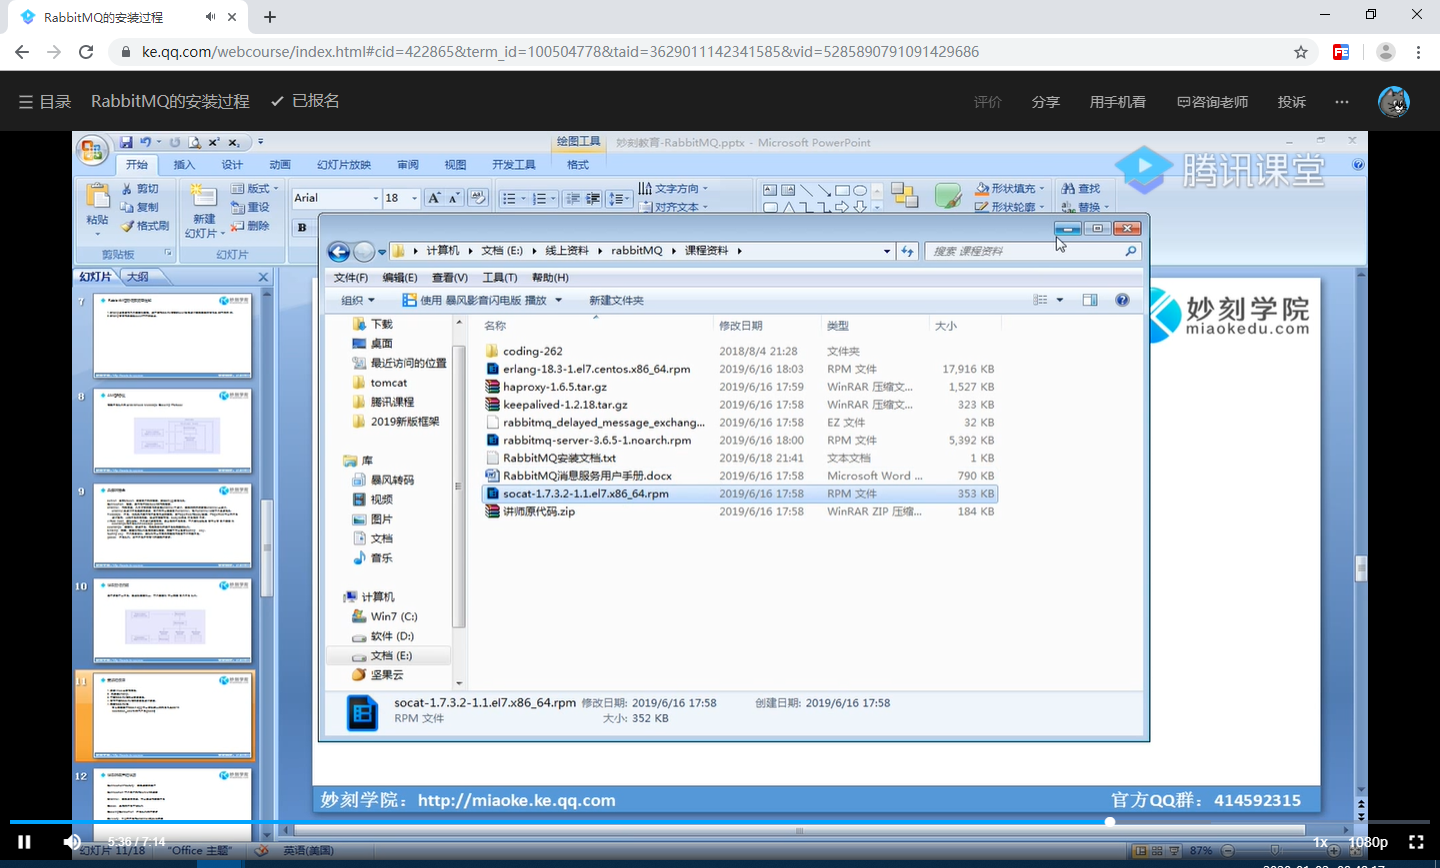 RabbitMQ的安装过程
ke.qq.com/webcourse/index.html#cid=422865&term_id=100504778&taid=3629011142341585&vid=5285890791091429686
目录 RabbitMQ的安装过程 已报名 评价 分享 用手机看 咨询老师 投诉
绘图工具 妙刻教育-RabbitMQ.pptx - Microsoft PowerPoint
开始 插入 设计 动画 幻灯片放映 审阅 视图 开发工具 格式
腾讯课堂
粘贴 剪切 复制 格式刷 剪贴板
新建 幻灯片 版式 重设 删除 幻灯片
Arial 18 文字方向 对齐文本 形状填充 形状轮廓 查找 替换
幻灯片 大纲
计算机 文档 (E:) 线上资料 rabbitMQ 课程资料 搜索 课程资料
文件(F) 编辑(E) 查看(V) 工具(T) 帮助(H)
组织 使用 暴风影音闪电版 播放 新建文件夹
下载
桌面
最近访问的位置
tomcat
腾讯课程
2019新版框架
库
暴风转码
视频
图片
文档
音乐
计算机
Win7 (C:)
软件 (D:)
文档 (E:)
坚果云
名称 修改日期 类型 大小
coding-262 2018/8/4 21:28 文件夹
erlang-18.3-1.el7.centos.x86_64.rpm 2019/6/16 18:03 RPM 文件 17,916 KB
haproxy-1.6.5.tar.gz 2019/6/16 17:59 WinRAR 压缩文... 1,527 KB
keepalived-1.2.18.tar.gz 2019/6/16 17:58 WinRAR 压缩文... 323 KB
rabbitmq_delayed_message_exchang... 2019/6/16 17:58 EZ 文件 32 KB
rabbitmq-server-3.6.5-1.noarch.rpm 2019/6/16 18:00 RPM 文件 5,392 KB
RabbitMQ安装文档.txt 2019/6/18 21:41 文本文档 1 KB
RabbitMQ消息服务用户手册.docx 2019/6/16 17:58 Microsoft Word ... 790 KB
socat-1.7.3.2-1.1.el7.x86_64.rpm 2019/6/16 17:58 RPM 文件 353 KB
讲师原代码.zip 2019/6/16 17:58 WinRAR ZIP 压缩... 184 KB
socat-1.7.3.2-1.1.el7.x86_64.rpm 修改日期: 2019/6/16 17:58 创建日期: 2019/6/16 17:58
RPM 文件 大小: 352 KB
7
8
9
10
11
12
妙刻学院
miaokedu.com
妙刻学院：http://miaoke.ke.qq.com 官方QQ群：414592315
5:36 / 7:14 1x 1080p
幻灯片 11/18 "Office 主题" 英语(美国) 87%